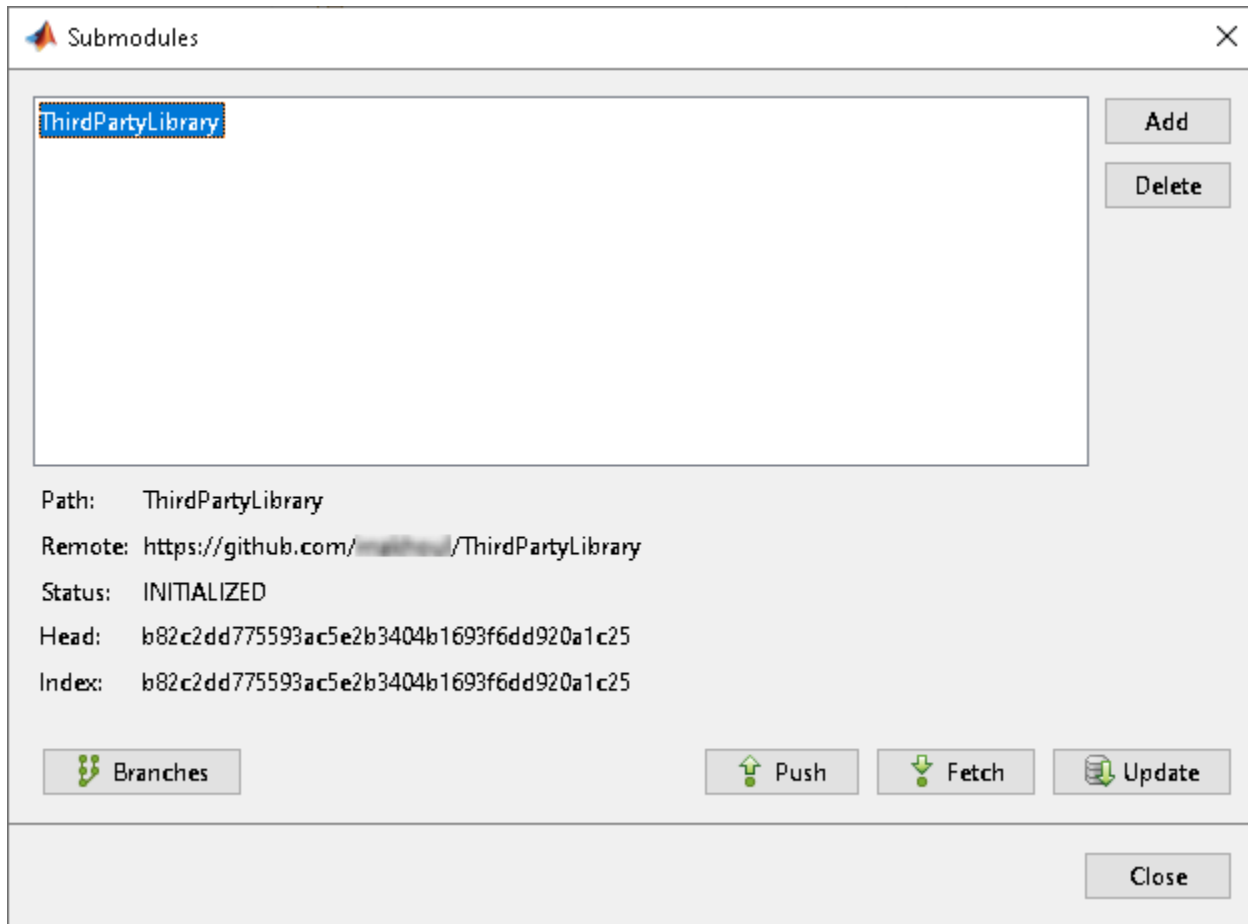 Submodules
ThirdPartyLibrary
Add
Delete
Path: ThirdPartyLibrary
Remote: https://github.com/ /ThirdPartyLibrary
Status: INITIALIZED
Head: b82c2dd775593ac5e2b3404b1693f6dd920a1c25
Index: b82c2dd775593ac5e2b3404b1693f6dd920a1c25
Branches Push Fetch Update
Close